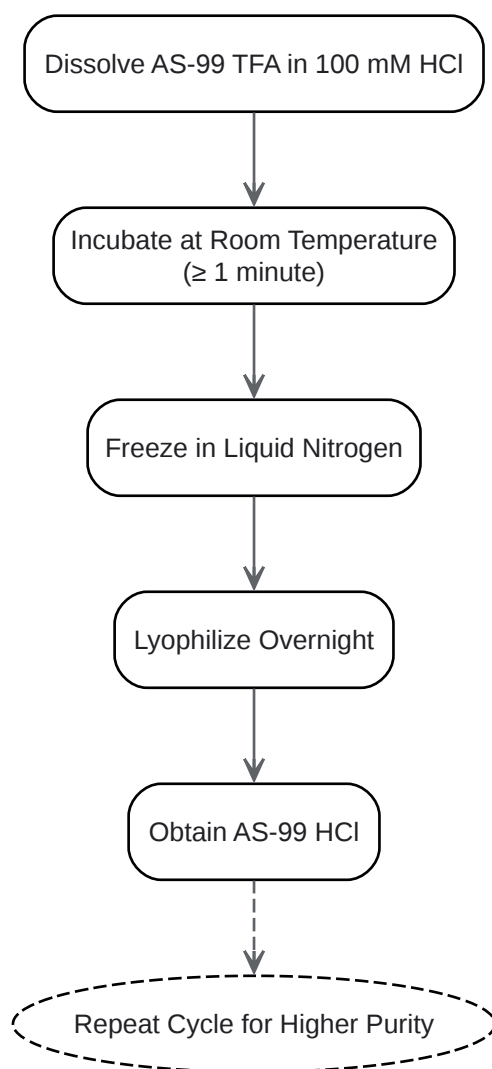 Dissolve AS-99 TFA in 100 mM HCl
Incubate at Room Temperature
(≥ 1 minute)
Freeze in Liquid Nitrogen
Lyophilize Overnight
Obtain AS-99 HCl
Repeat Cycle for Higher Purity